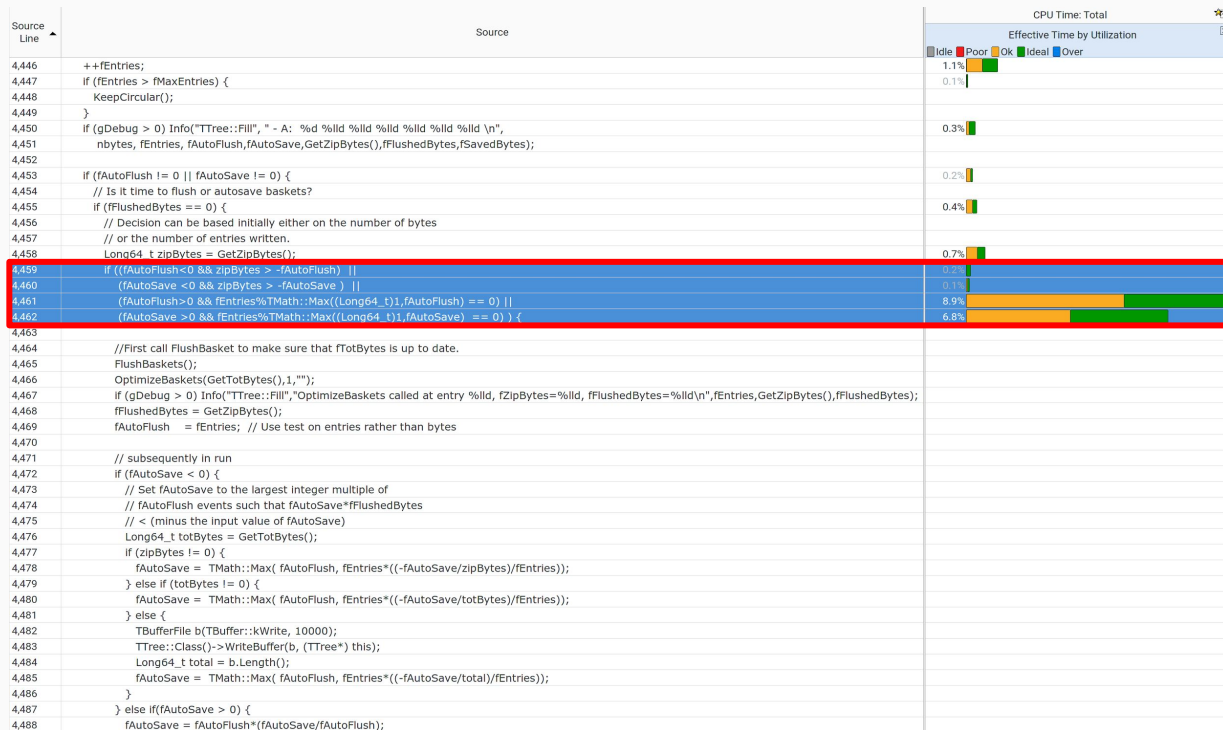 Source Line
Source
CPU Time: Total
Effective Time by Utilization
Idle Poor Ok Ideal Over
4,446 ++fEntries; 1.1%
4,447 if (fEntries > fMaxEntries) { 0.1%
4,448 KeepCircular();
4,449 }
4,450 if (gDebug > 0) Info("TTree::Fill", " - A:  %d %lld %lld %lld %lld %lld %lld \n", 0.3%
4,451 nbytes, fEntries, fAutoFlush,fAutoSave,GetZipBytes(),fFlushedBytes,fSavedBytes);
4,452
4,453 if (fAutoFlush != 0 || fAutoSave != 0) { 0.2%
4,454 // Is it time to flush or autosave baskets?
4,455 if (fFlushedBytes == 0) { 0.4%
4,456 // Decision can be based initially either on the number of bytes
4,457 // or the number of entries written.
4,458 Long64_t zipBytes = GetZipBytes(); 0.7%
4,459 if ((fAutoFlush<0 && zipBytes > -fAutoFlush)  || 0.2%
4,460 (fAutoSave <0 && zipBytes > -fAutoSave )  || 0.1%
4,461 (fAutoFlush>0 && fEntries%TMath::Max((Long64_t)1,fAutoFlush) == 0) || 8.9%
4,462 (fAutoSave >0 && fEntries%TMath::Max((Long64_t)1,fAutoSave)  == 0) ) { 6.8%
4,463
4,464 //First call FlushBasket to make sure that fTotBytes is up to date.
4,465 FlushBaskets();
4,466 OptimizeBaskets(GetTotBytes(),1,"");
4,467 if (gDebug > 0) Info("TTree::Fill","OptimizeBaskets called at entry %lld, fZipBytes=%lld, fFlushedBytes=%lld\n",fEntries,GetZipBytes(),fFlushedBytes);
4,468 fFlushedBytes = GetZipBytes();
4,469 fAutoFlush    = fEntries;  // Use test on entries rather than bytes
4,470
4,471 // subsequently in run
4,472 if (fAutoSave < 0) {
4,473 // Set fAutoSave to the largest integer multiple of
4,474 // fAutoFlush events such that fAutoSave*fFlushedBytes
4,475 // < (minus the input value of fAutoSave)
4,476 Long64_t totBytes = GetTotBytes();
4,477 if (zipBytes != 0) {
4,478 fAutoSave =  TMath::Max( fAutoFlush, fEntries*((-fAutoSave/zipBytes)/fEntries));
4,479 } else if (totBytes != 0) {
4,480 fAutoSave =  TMath::Max( fAutoFlush, fEntries*((-fAutoSave/totBytes)/fEntries));
4,481 } else {
4,482 TBufferFile b(TBuffer::kWrite, 10000);
4,483 TTree::Class()->WriteBuffer(b, (TTree*) this);
4,484 Long64_t total = b.Length();
4,485 fAutoSave =  TMath::Max( fAutoFlush, fEntries*((-fAutoSave/total)/fEntries));
4,486 }
4,487 } else if(fAutoSave > 0) {
4,488 fAutoSave = fAutoFlush*(fAutoSave/fAutoFlush);